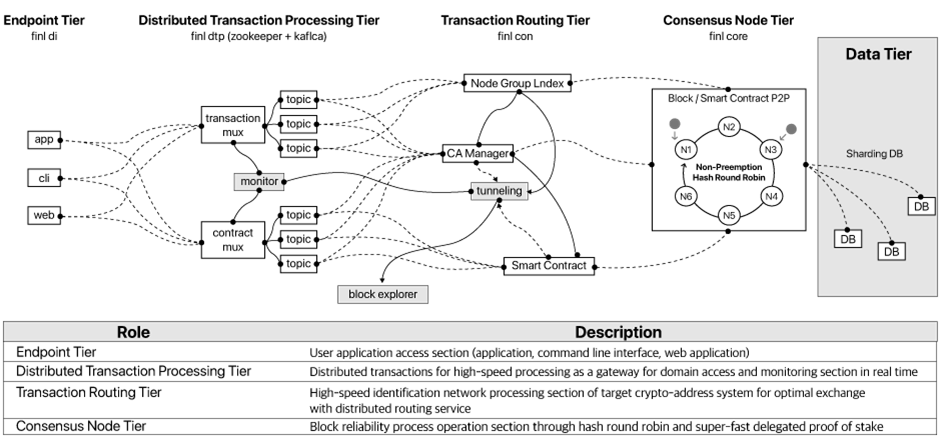 Endpoint Tier
finl di
Distributed Transaction Processing Tier
finl dtp (zookeeper + kaflca)
Transaction Routing Tier
finl con
Consensus Node Tier
finl core
Data Tier
app
cli
web
transaction
mux
monitor
contract
mux
topic
topic
topic
topic
topic
topic
Node Group Lndex
CA Manager
tunneling
Smart Contract
block explorer
Block / Smart Contract P2P
N1
N2
N3
N4
N5
N6
Non-Preemption
Hash Round Robin
Sharding DB
DB
DB
DB
Role Description
Endpoint Tier User application access section (application, command line interface, web application)
Distributed Transaction Processing Tier Distributed transactions for high-speed processing as a gateway for domain access and monitoring section in real time
Transaction Routing Tier High-speed identification network processing section of target crypto-address system for optimal exchange
with distributed routing service
Consensus Node Tier Block reliability process operation section through hash round robin and super-fast delegated proof of stake